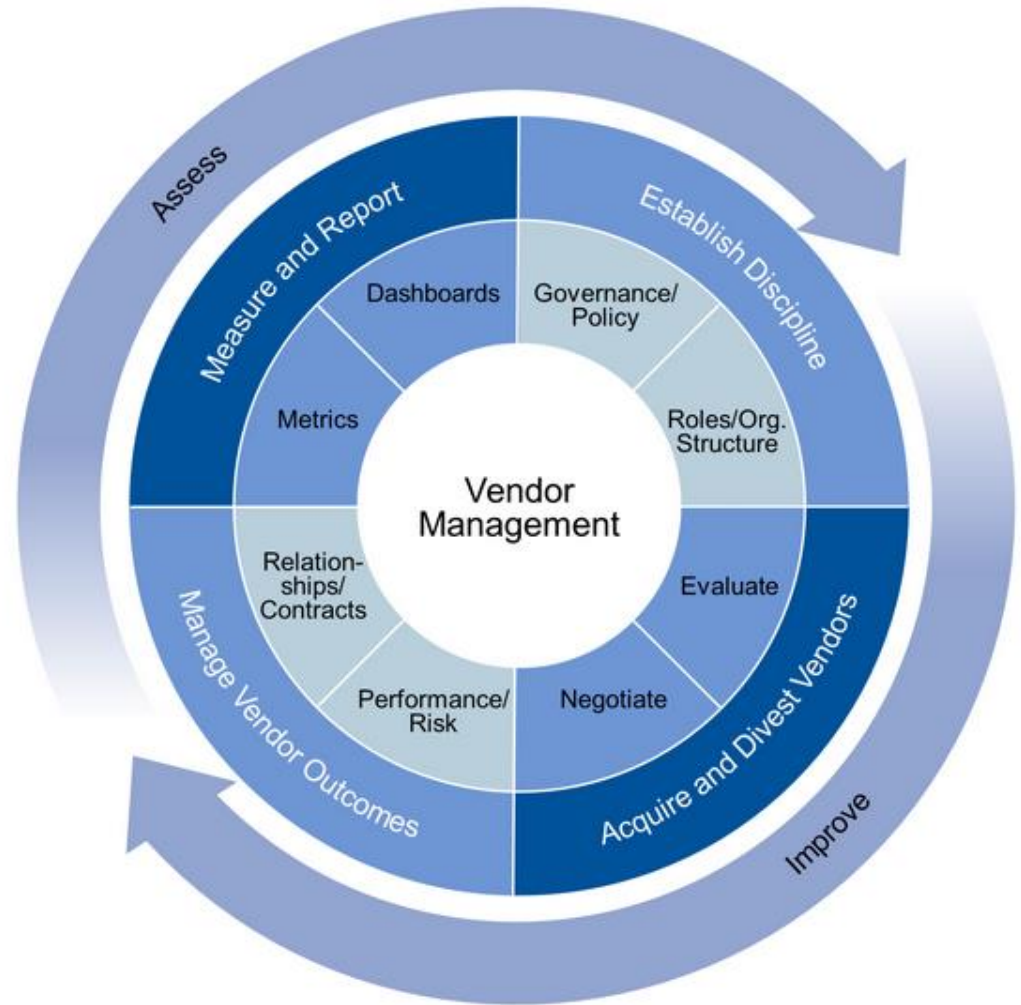 Assess
Measure and Report
Establish Discipline
Dashboards
Governance/
Policy
Metrics
Roles/Org.
Structure
Vendor
Management
Relation-
ships/
Contracts
Evaluate
Performance/
Risk
Negotiate
Manage Vendor Outcomes
Acquire and Divest Vendors
Improve